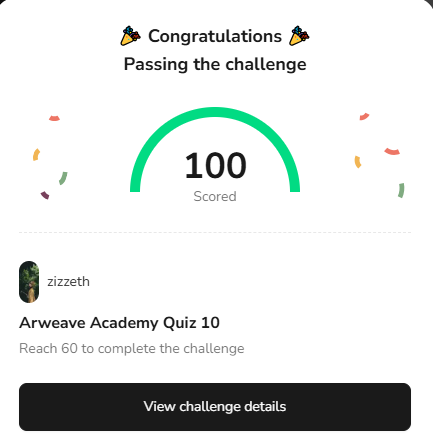 Congratulations
Passing the challenge
100
Scored
zizzeth
Arweave Academy Quiz 10
Reach 60 to complete the challenge
View challenge details